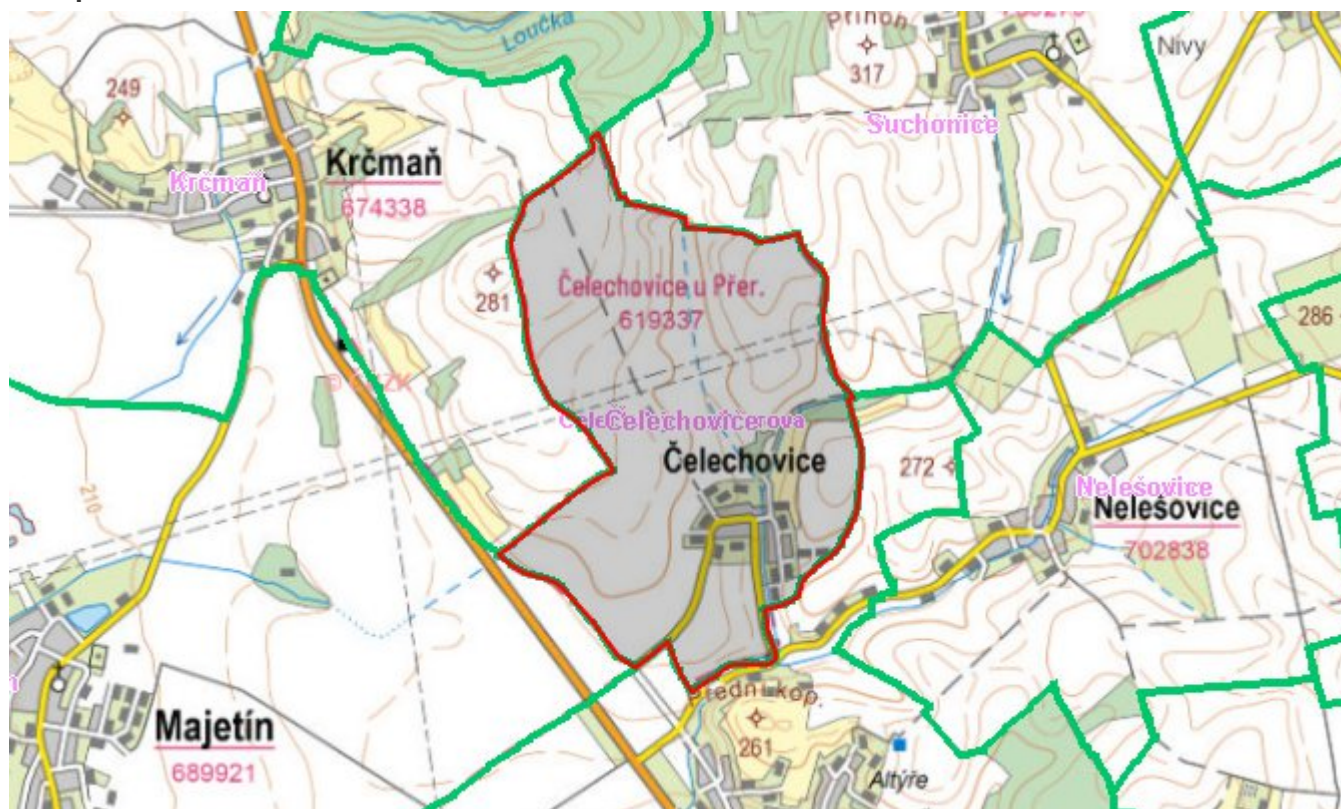 Loučka
317
Nivy
249
Suchonice
Krčmaň
Krčmaň
674338
281
Čelechovice u Přer.
619337
286
Čelechovice
Čelechovice
272
210
Nelešovice
Nelešovice
702838
Majetín
689921
261
Altýře